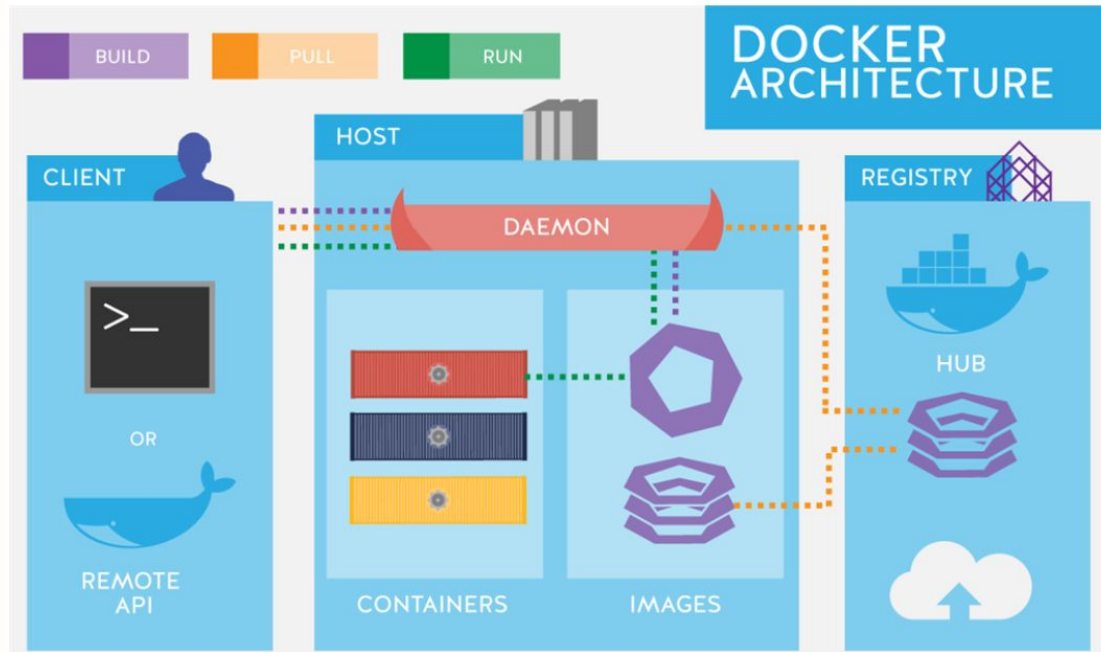 BUILD
PULL
RUN
DOCKER
ARCHITECTURE
CLIENT
HOST
REGISTRY
DAEMON
>_
OR
REMOTE
API
CONTAINERS
IMAGES
HUB